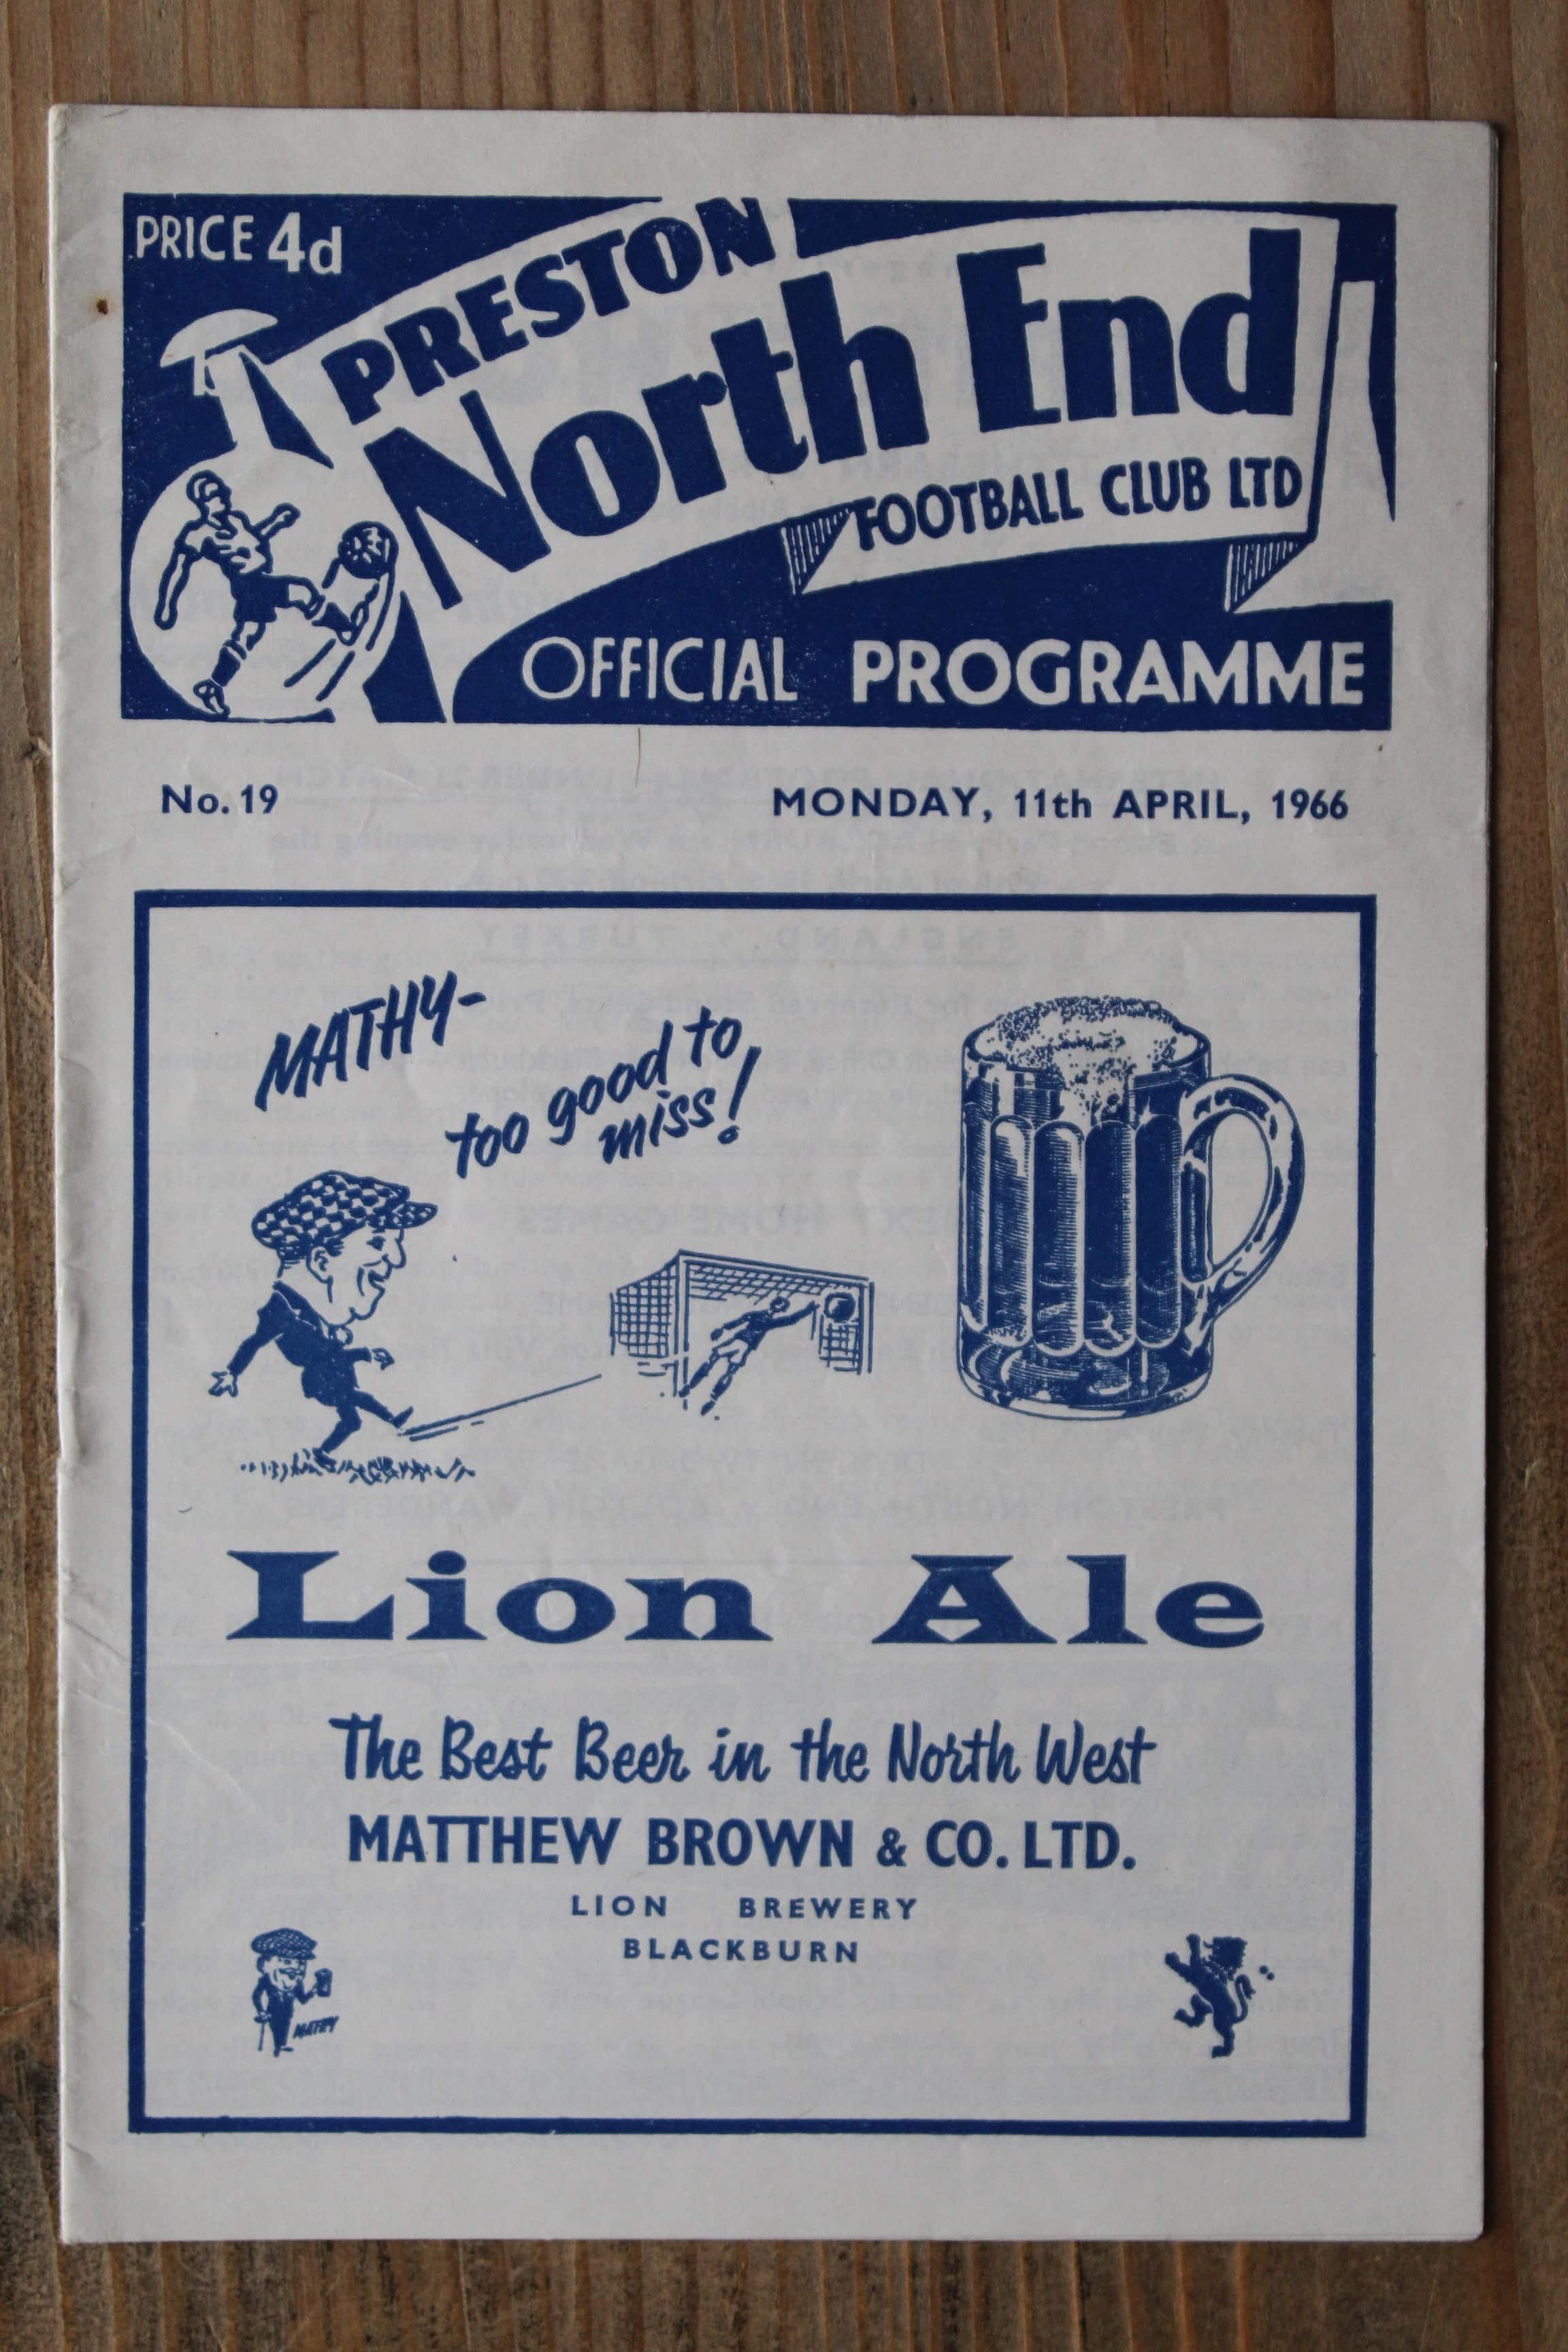 PRICE 4d
PRESTON
North End
FOOTBALL CLUB LTD
OFFICIAL PROGRAMME
No. 19 MONDAY, 11th APRIL, 1966
MATHY-
too good to
miss!
Lion Ale
The Best Beer in the North West
MATTHEW BROWN & CO. LTD.
LION BREWERY
BLACKBURN
MATHY